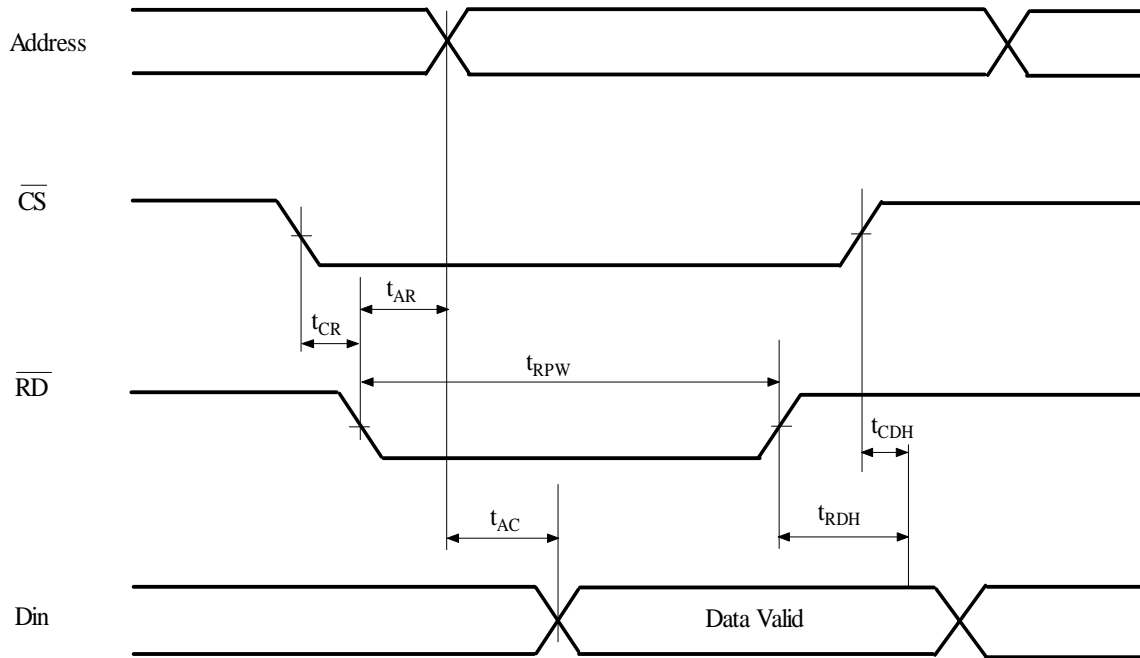 Address
CS
tAR
tCR
tRPW
RD
tCDH
tAC
tRDH
Din
Data Valid